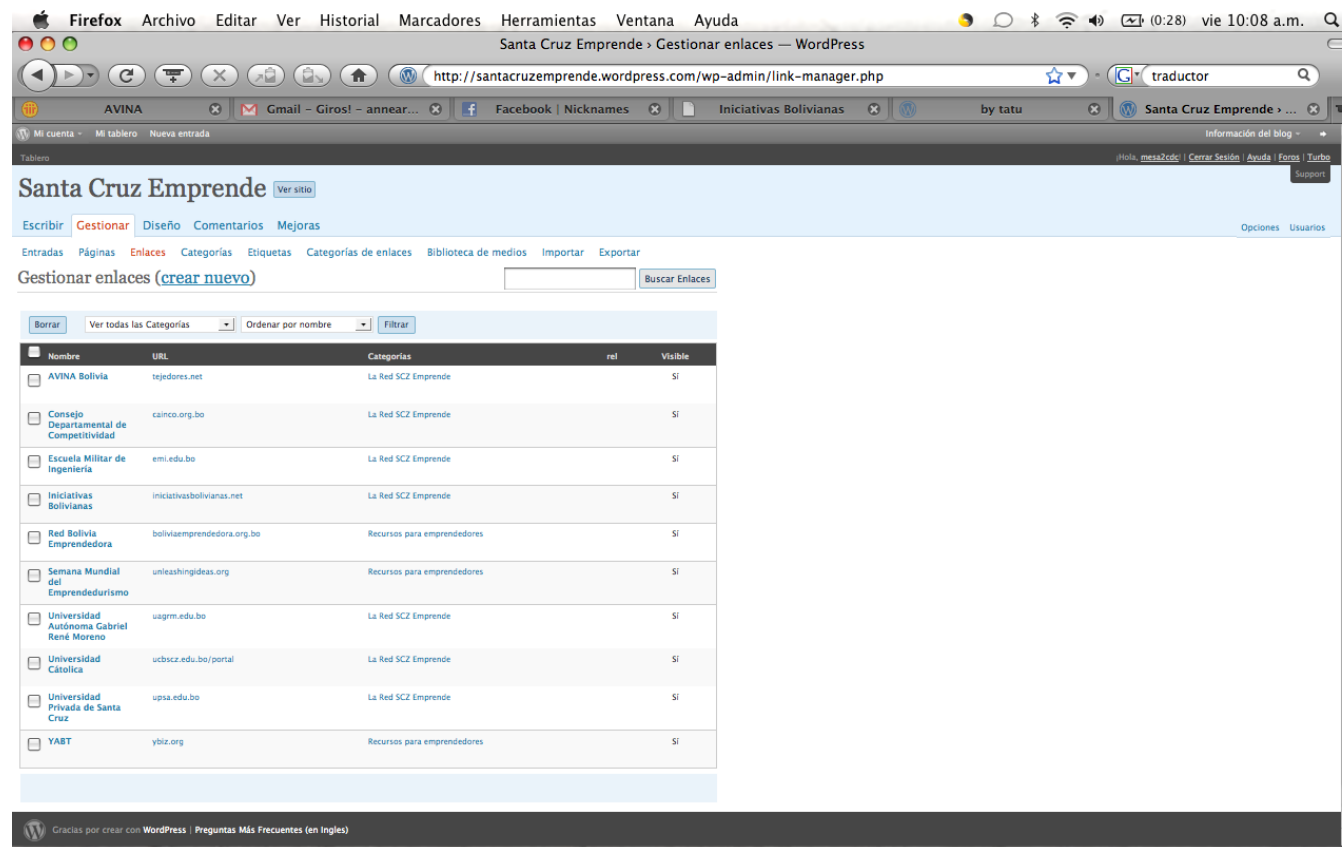 Firefox Archivo Editar Ver Historial Marcadores Herramientas Ventana Ayuda (0:28) vie 10:08 a.m.
Santa Cruz Emprende › Gestionar enlaces — WordPress
http://santacruzemprende.wordpress.com/wp-admin/link-manager.php traductor
AVINA Gmail – Giros! – annear... Facebook | Nicknames Iniciativas Bolivianas by tatu Santa Cruz Emprende › ...
Mi cuenta Mi tablero Nueva entrada Información del blog
Tablero ¡Hola, mesa2cdc! | Cerrar Sesión | Ayuda | Foros | Turbo
Support
Santa Cruz Emprende Ver sitio
Escribir Gestionar Diseño Comentarios Mejoras Opciones Usuarios
Entradas Páginas Enlaces Categorías Etiquetas Categorías de enlaces Biblioteca de medios Importar Exportar
Gestionar enlaces (crear nuevo) Buscar Enlaces
Borrar Ver todas las Categorías Ordenar por nombre Filtrar
Nombre URL Categorías rel Visible
AVINA Bolivia tejedores.net La Red SCZ Emprende Sí
Consejo cainco.org.bo La Red SCZ Emprende Sí
Departamental de
Competitividad
Escuela Militar de emi.edu.bo La Red SCZ Emprende Sí
Ingeniería
Iniciativas iniciativasbolivianas.net La Red SCZ Emprende Sí
Bolivianas
Red Bolivia boliviaemprendedora.org.bo Recursos para emprendedores Sí
Emprendedora
Semana Mundial unleashingideas.org Recursos para emprendedores Sí
del
Emprendedurismo
Universidad uagrm.edu.bo La Red SCZ Emprende Sí
Autónoma Gabriel
René Moreno
Universidad ucbscz.edu.bo/portal La Red SCZ Emprende Sí
Cátolica
Universidad upsa.edu.bo La Red SCZ Emprende Sí
Privada de Santa
Cruz
YABT ybiz.org Recursos para emprendedores Sí
Gracias por crear con WordPress | Preguntas Más Frecuentes (en Ingles)